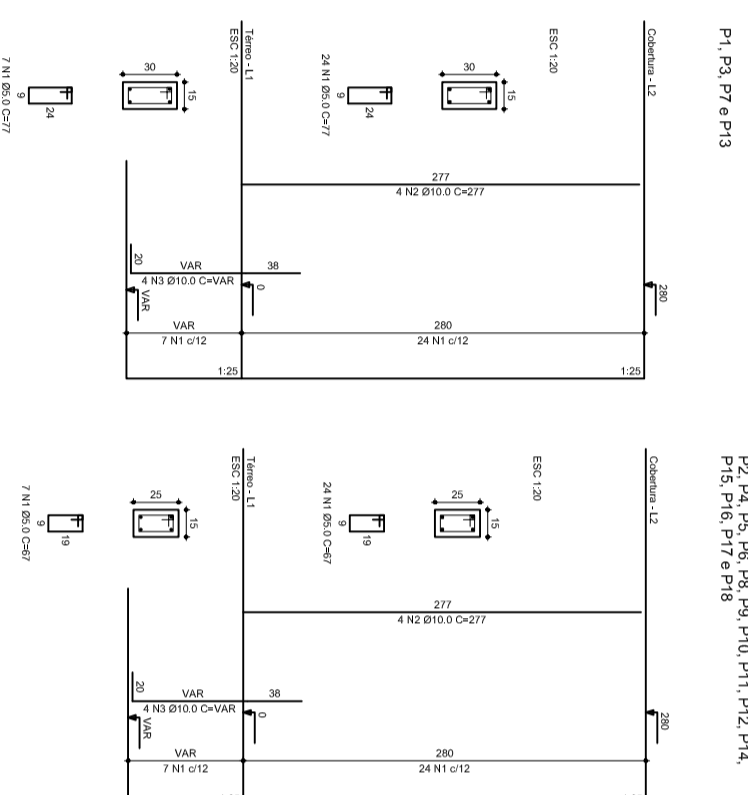 P1, P3, P7 e P13
Cobertura - L2
ESC 1:20
280
30
15
24
9
24 N1 Ø5.0 C=77
277
4 N2 Ø10.0 C=277
280
24 N1 c/12
1:25
Térreo - L1
ESC 1:20
0
38
30
15
24
9
7 N1 Ø5.0 C=77
VAR
4 N3 Ø10.0 C=VAR
20
VAR
VAR
7 N1 c/12
1:25
P2, P4, P5, P6, P8, P9, P10, P11, P12, P14,
P15, P16, P17 e P18
Cobertura - L2
ESC 1:20
280
25
15
19
9
24 N1 Ø5.0 C=67
277
4 N2 Ø10.0 C=277
280
24 N1 c/12
Térreo - L1
ESC 1:20
0
38
25
15
19
9
7 N1 Ø5.0 C=67
VAR
4 N3 Ø10.0 C=VAR
20
VAR
VAR
7 N1 c/12